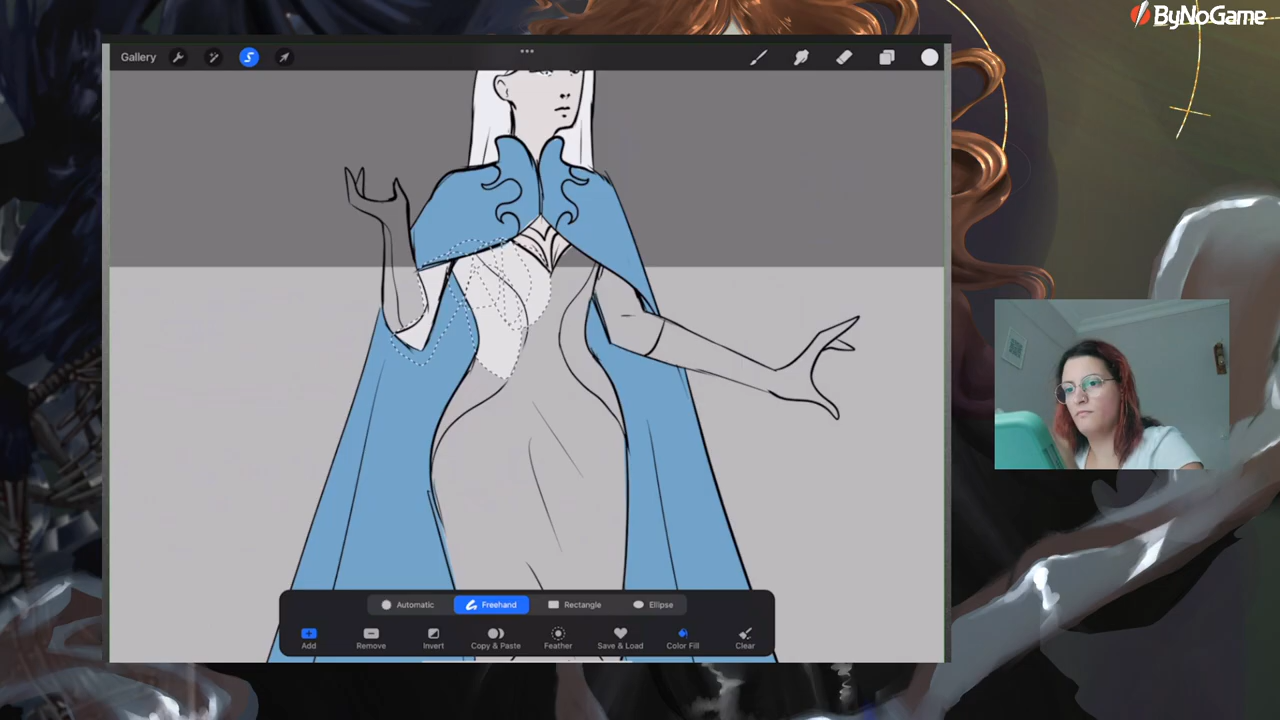 ByNoGame
Gallery
Automatic
Freehand
Rectangle
Ellipse
Add
Remove
Invert
Copy & Paste
Feather
Save & Load
Color Fill
Clear